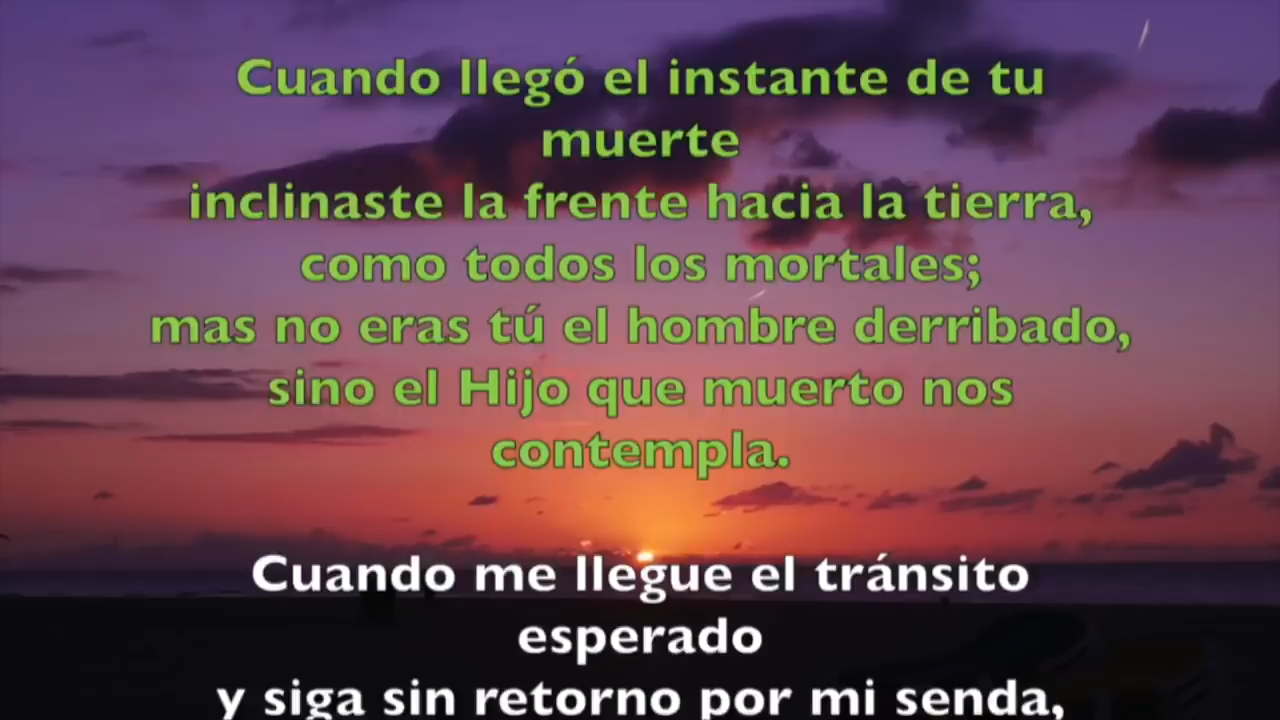 Cuando llegó el instante de tu
muerte
inclinaste la frente hacia la tierra,
como todos los mortales;
mas no eras tú el hombre derribado,
sino el Hijo que muerto nos
contempla.
Cuando me llegue el tránsito
esperado
y siga sin retorno por mi senda,